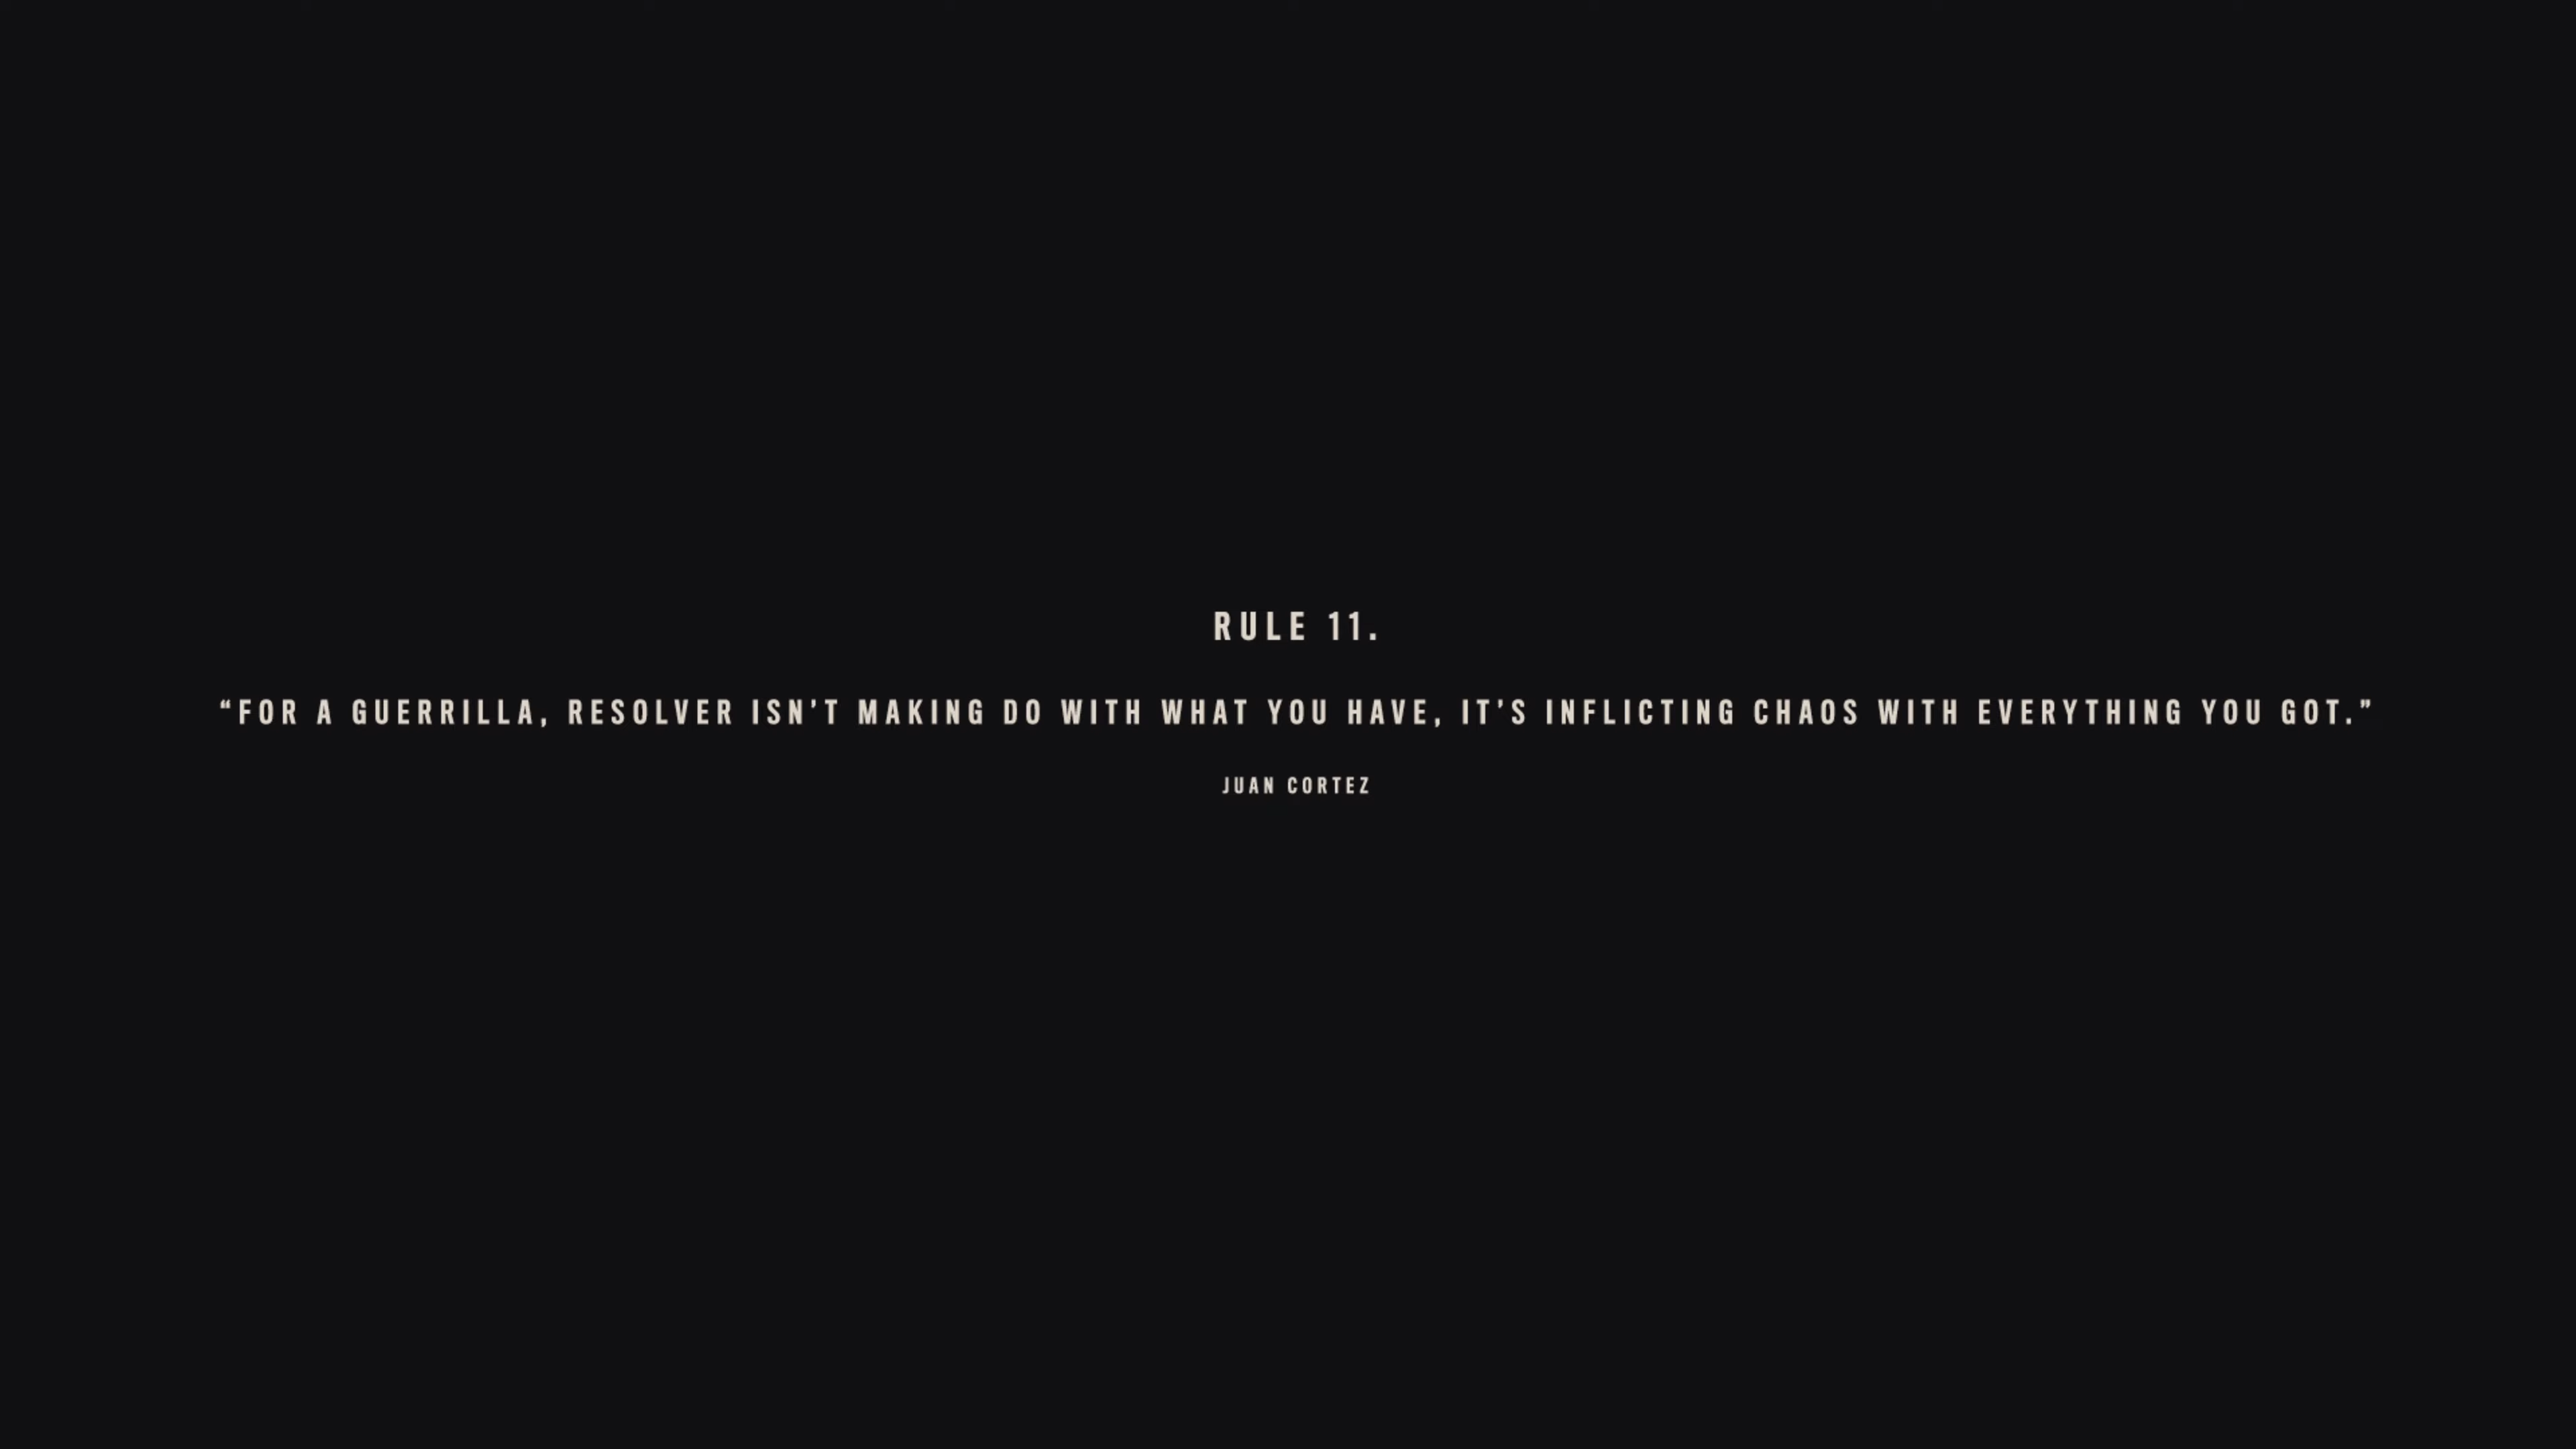 RULE 11.
“FOR A GUERRILLA, RESOLVER ISN’T MAKING DO WITH WHAT YOU HAVE, IT’S INFLICTING CHAOS WITH EVERYTHING YOU GOT.”
JUAN CORTEZ